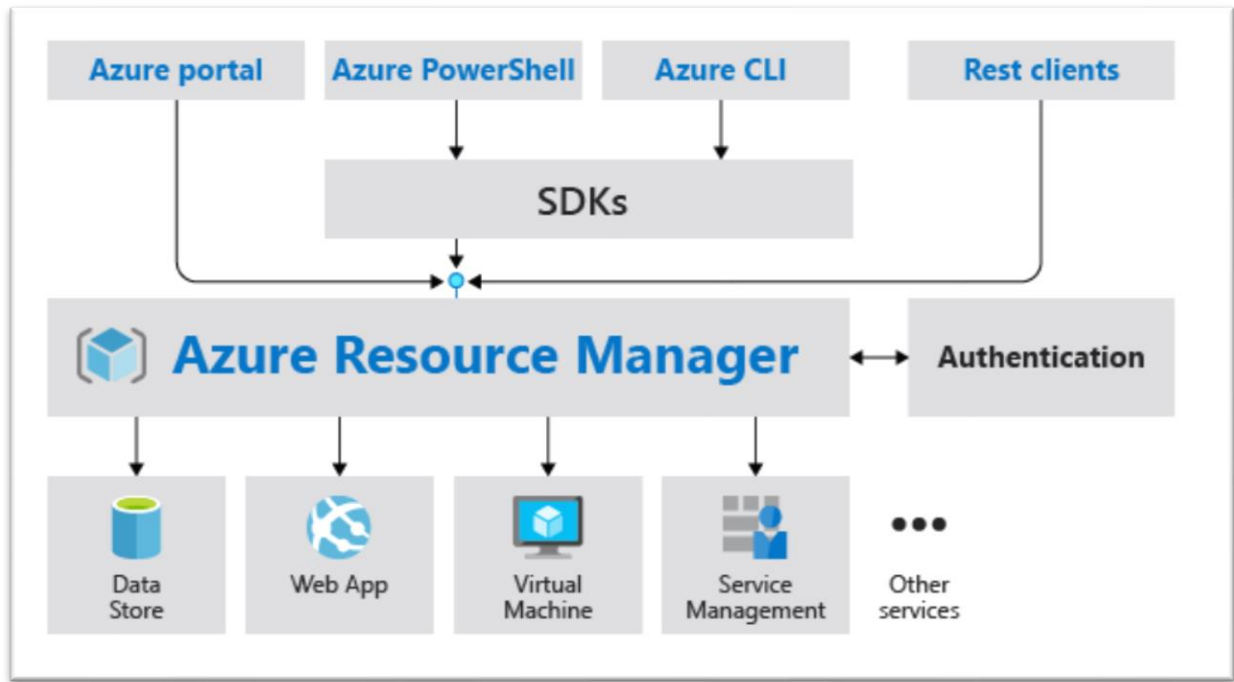 Azure portal
Azure PowerShell
Azure CLI
Rest clients
SDKs
Azure Resource Manager
Authentication
Data
Store
Web App
Virtual
Machine
Service
Management
Other
services